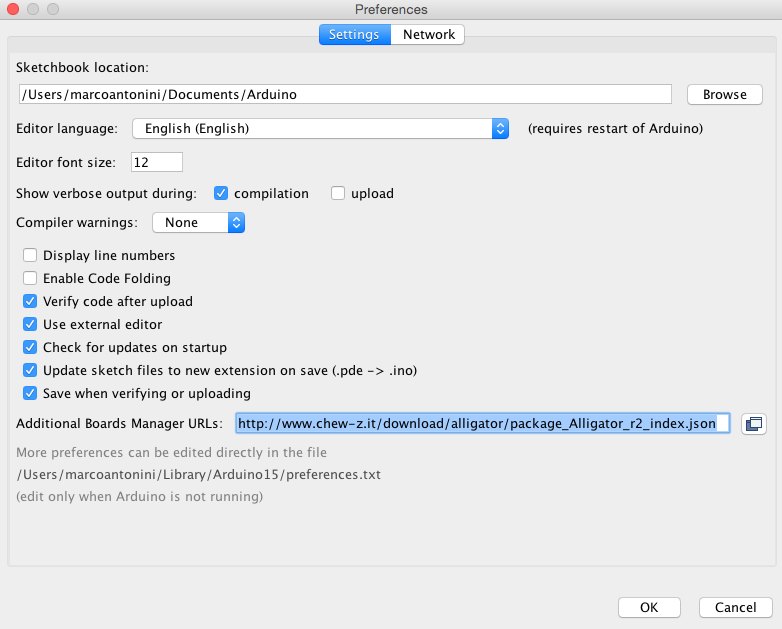 Preferences
Settings Network
Sketchbook location:
/Users/marcoantonini/Documents/Arduino Browse
Editor language: English (English) (requires restart of Arduino)
Editor font size: 12
Show verbose output during: compilation upload
Compiler warnings: None
Display line numbers
Enable Code Folding
Verify code after upload
Use external editor
Check for updates on startup
Update sketch files to new extension on save (.pde -> .ino)
Save when verifying or uploading
Additional Boards Manager URLs: http://www.chew-z.it/download/alligator/package_Alligator_r2_index.json
More preferences can be edited directly in the file
/Users/marcoantonini/Library/Arduino15/preferences.txt
(edit only when Arduino is not running)
OK Cancel